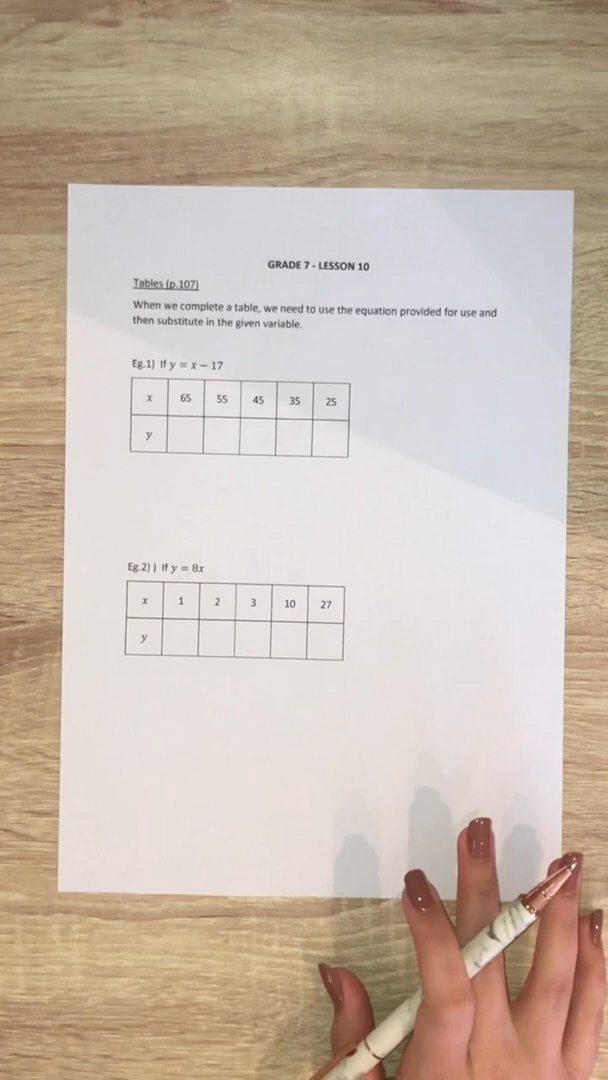 GRADE 7 - LESSON 10
Tables (p.107)
When we complete a table, we need to use the equation provided for use and
then substitute in the given variable.
Eg.1) If y = x – 17
x 65 55 45 35 25
y
Eg.2) ) If y = 8x
x 1 2 3 10 27
y